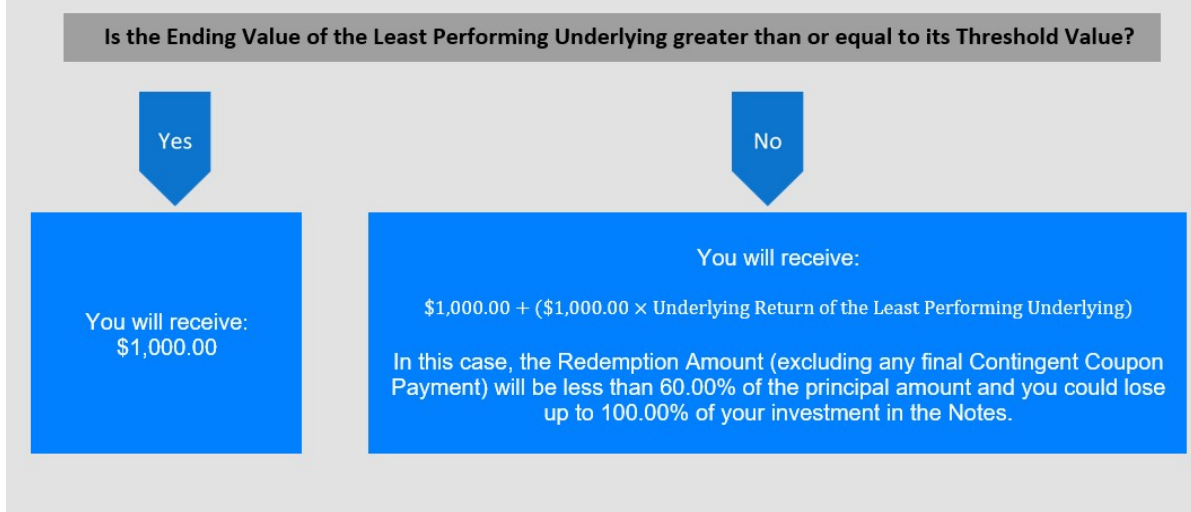 Is the Ending Value of the Least Performing Underlying greater than or equal to its Threshold Value?
Yes
No
You will receive:
$1,000.00
You will receive:
$1,000.00 + ($1,000.00 × Underlying Return of the Least Performing Underlying)
In this case, the Redemption Amount (excluding any final Contingent Coupon
Payment) will be less than 60.00% of the principal amount and you could lose
up to 100.00% of your investment in the Notes.